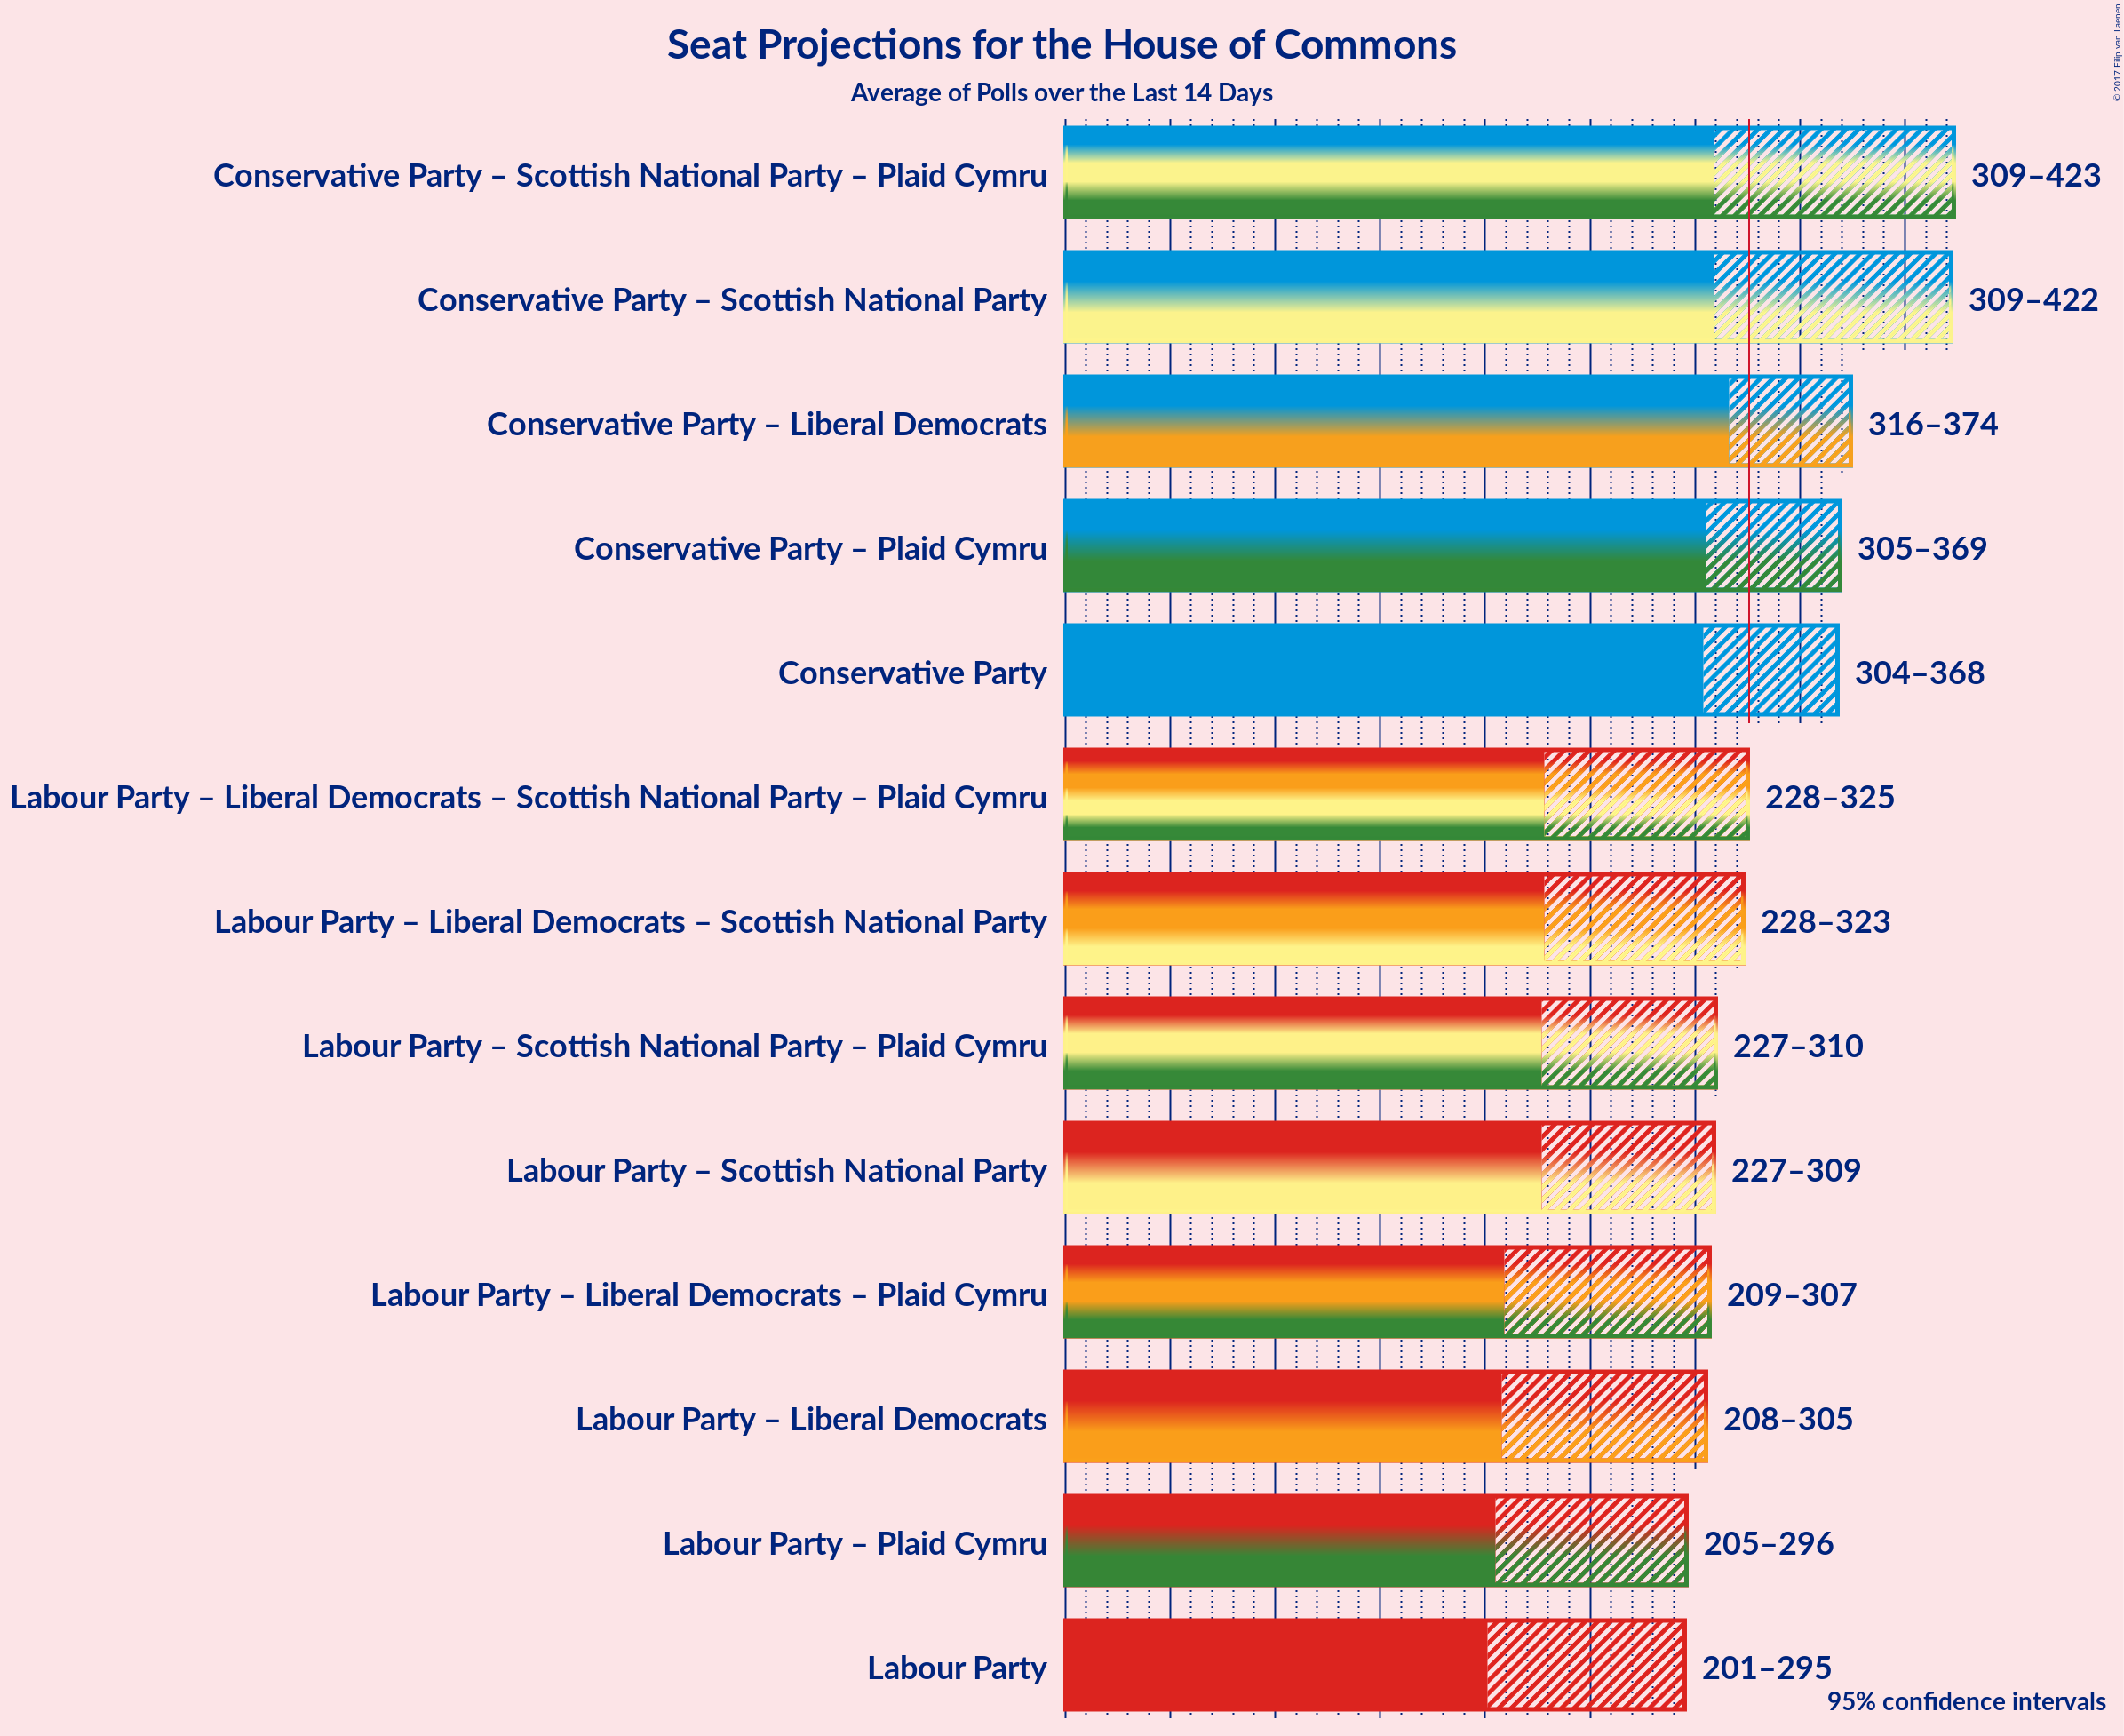 Seat Projections for the House of Commons
Average of Polls over the Last 14 Days
© 2017 Filip van Laenen
Conservative Party – Scottish National Party – Plaid Cymru 309–423
Conservative Party – Scottish National Party 309–422
Conservative Party – Liberal Democrats 316–374
Conservative Party – Plaid Cymru 305–369
Conservative Party 304–368
Labour Party – Liberal Democrats – Scottish National Party – Plaid Cymru 228–325
Labour Party – Liberal Democrats – Scottish National Party 228–323
Labour Party – Scottish National Party – Plaid Cymru 227–310
Labour Party – Scottish National Party 227–309
Labour Party – Liberal Democrats – Plaid Cymru 209–307
Labour Party – Liberal Democrats 208–305
Labour Party – Plaid Cymru 205–296
Labour Party 201–295
95% confidence intervals